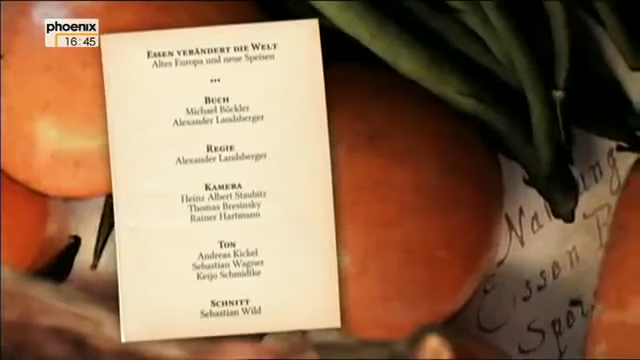 phoenix
16:45
ESSEN VERÄNDERT DIE WELT
Altes Europa und neue Speisen
***
BUCH
Michael Böckler
Alexander Landsberger
REGIE
Alexander Landsberger
KAMERA
Heinz Albert Staubitz
Thomas Bresinsky
Rainer Hartmann
TON
Andreas Kickel
Sebastian Wagner
Keijo Schmidtke
SCHNITT
Sebastian Wild
Esson